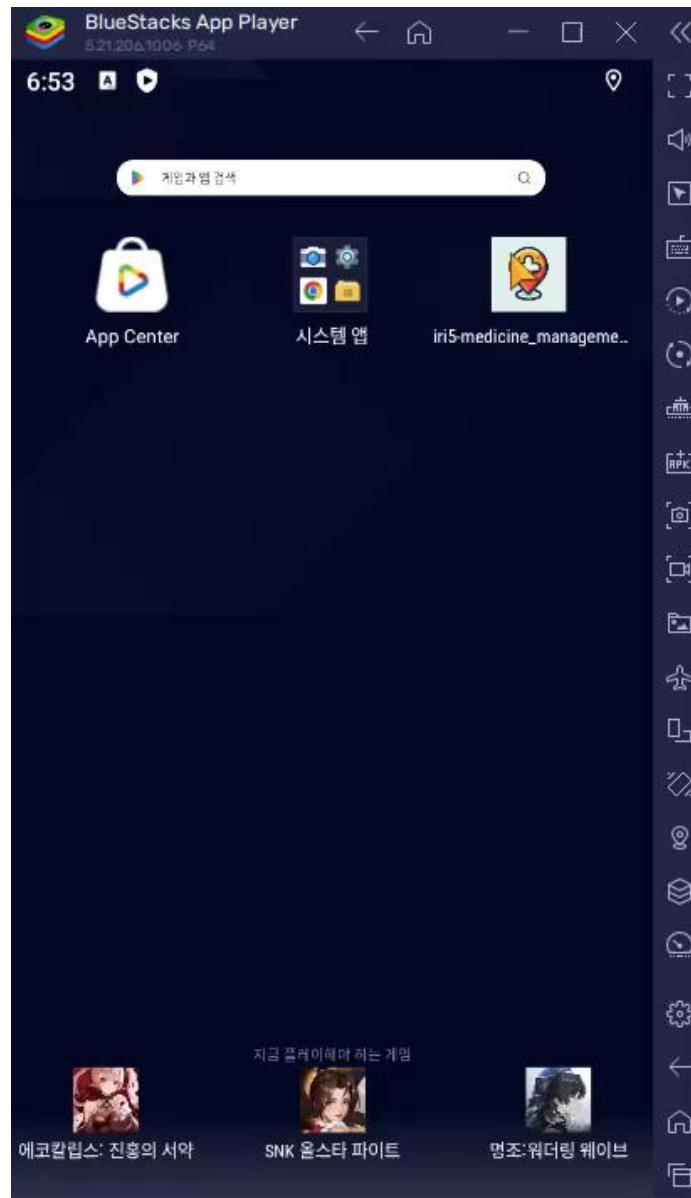 BlueStacks App Player
5.21.206.1006 P64
6:53
A
게임과 앱 검색
App Center
시스템 앱
iri5-medicine_manageme..
APK
지금 플레이해야 하는 게임
에코칼립스: 진홍의 서약
SNK 올스타 파이트
명조:워더링 웨이브